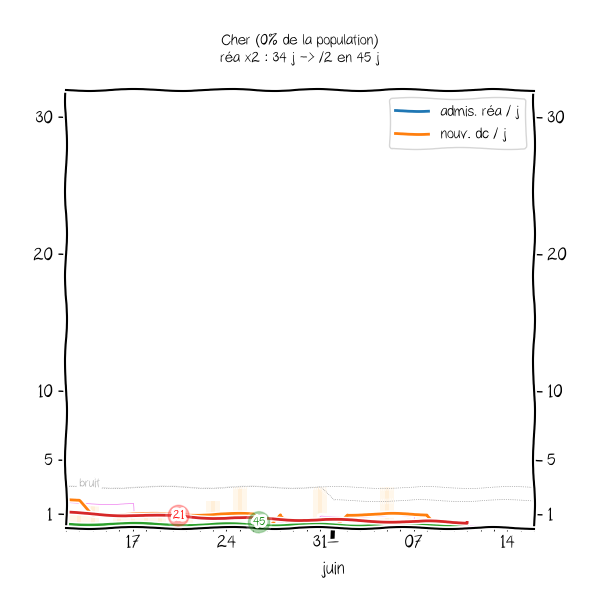 Cher (0% de la population)
réa x2 : 34 j -> /2 en 45 j
admis. réa / j
nouv. dc / j
30
30
20
20
10
10
5
5
bruit
1
1
21
45
17
24
31
07
14
juin